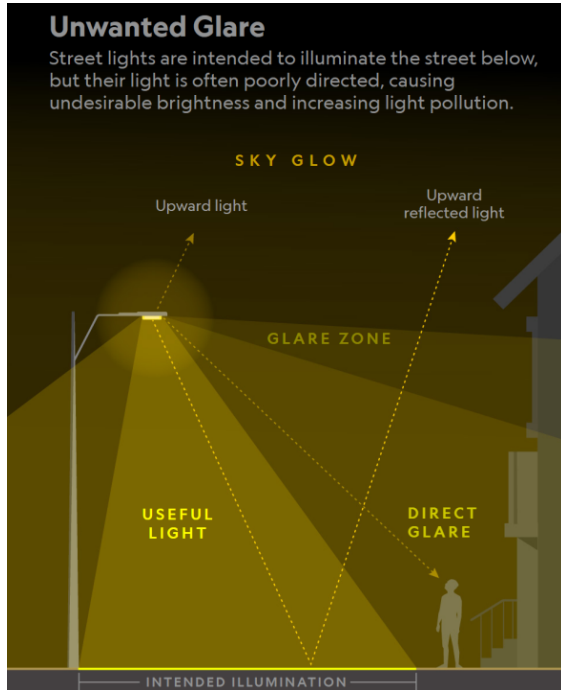 Unwanted Glare
Street lights are intended to illuminate the street below,
but their light is often poorly directed, causing
undesirable brightness and increasing light pollution.
SKY GLOW
Upward light
Upward
reflected light
GLARE ZONE
USEFUL
LIGHT
DIRECT
GLARE
INTENDED ILLUMINATION